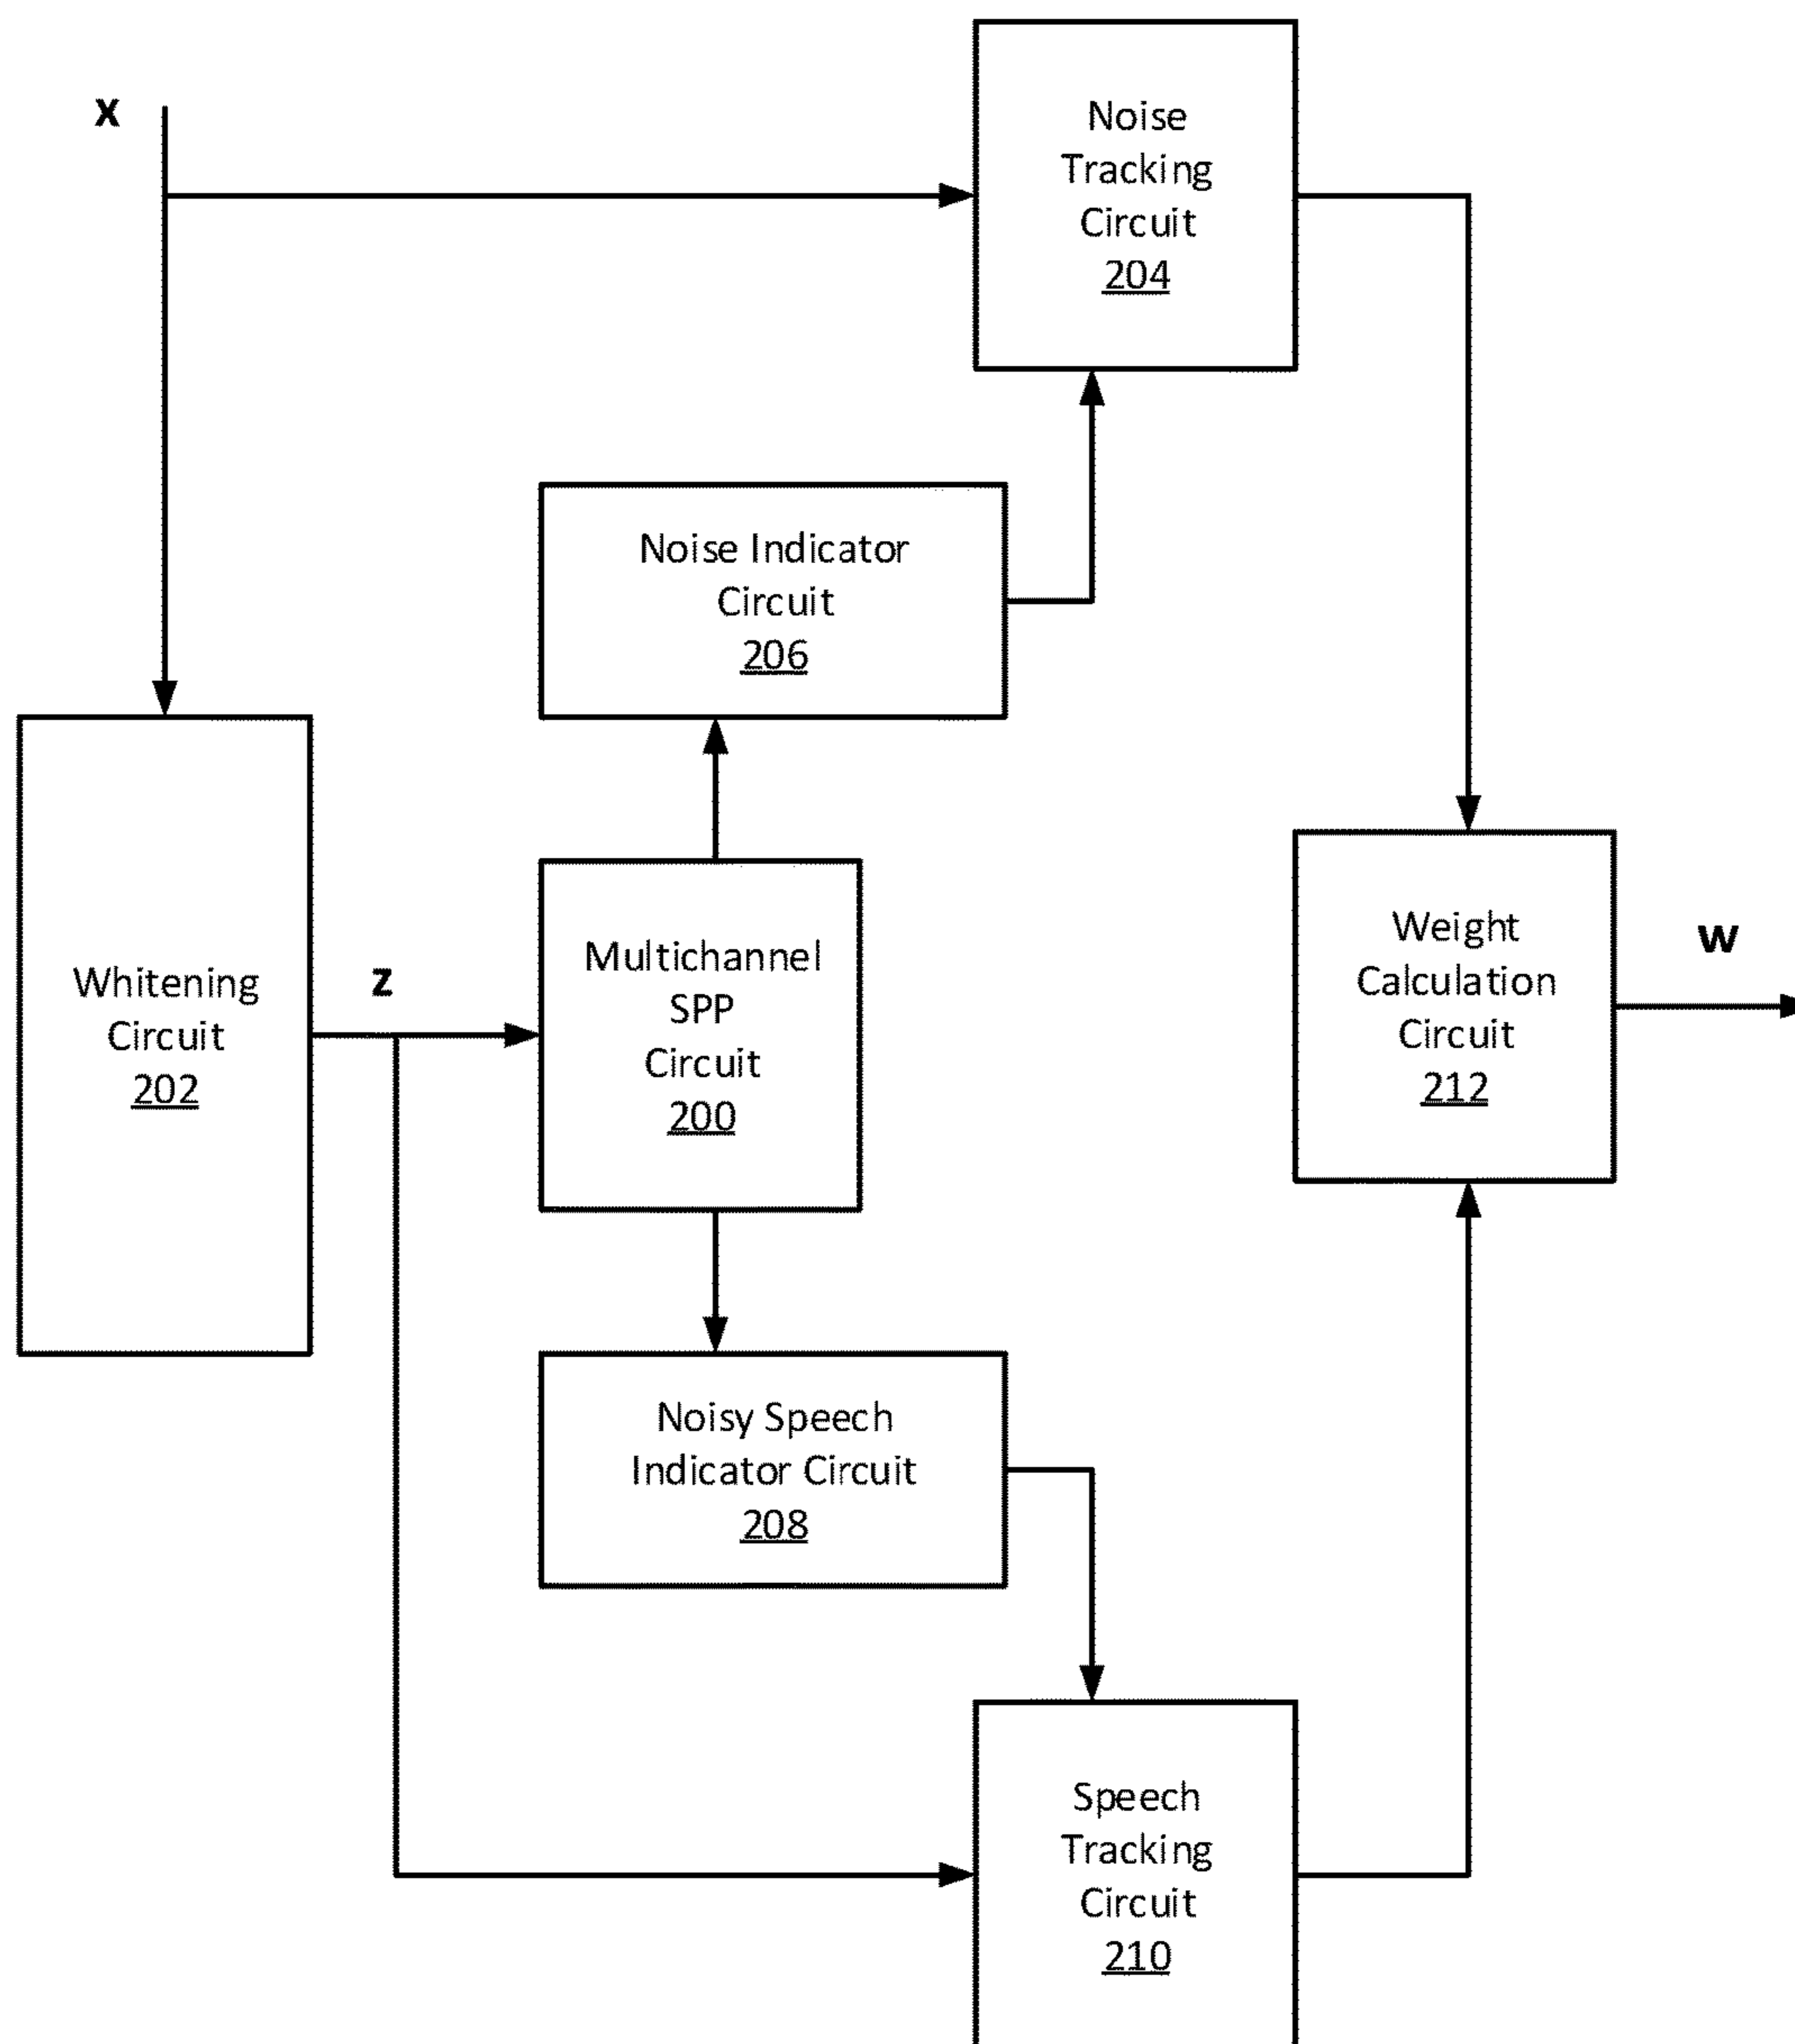 x
Noise
Tracking
Circuit
204
Noise Indicator
Circuit
206
Whitening
Circuit
202
z
Multichannel
SPP
Circuit
200
Weight
Calculation
Circuit
212
w
Noisy Speech
Indicator Circuit
208
Speech
Tracking
Circuit
210